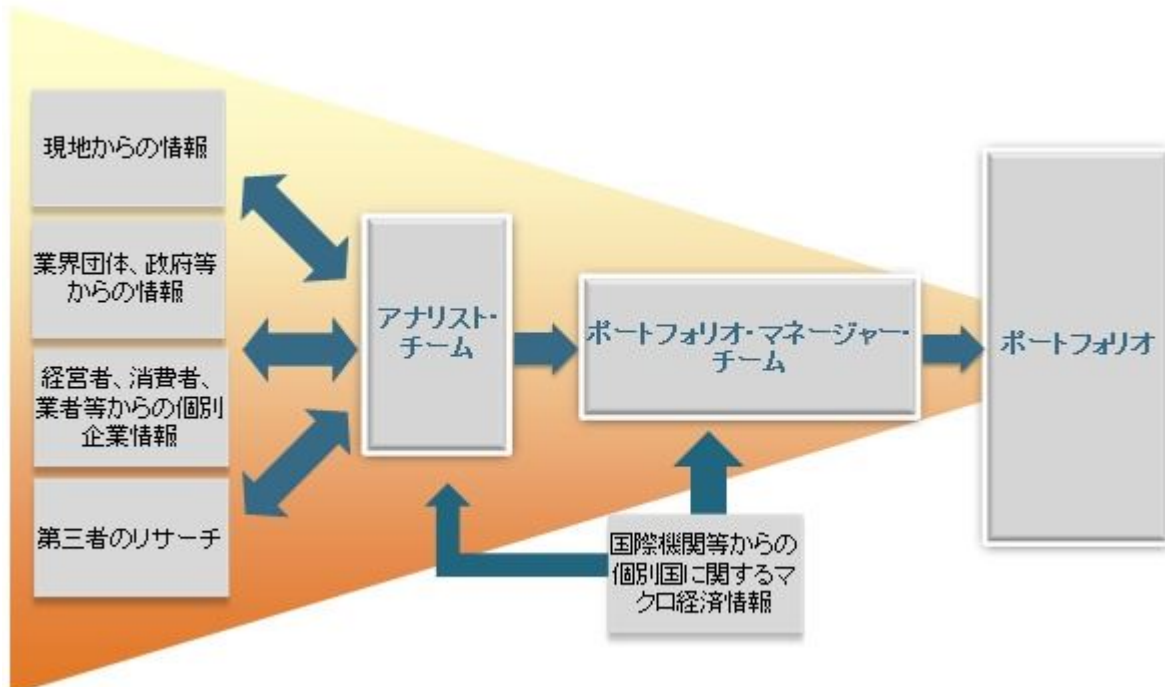 現地からの情報
業界団体、政府等
からの情報
経営者、消費者、
業者等からの個別
企業情報
第三者のリサーチ
アナリスト・
チーム
ポートフォリオ・マネージャー・
チーム
ポートフォリオ
国際機関等からの
個別国に関するマ
クロ経済情報